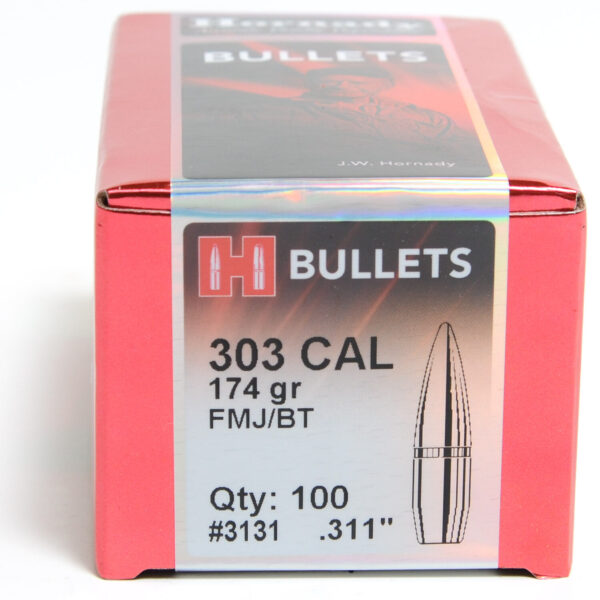 Hornady
BULLETS
J.W. Hornady
H BULLETS
303 CAL
174 gr
FMJ/BT
Qty: 100
#3131 .311"